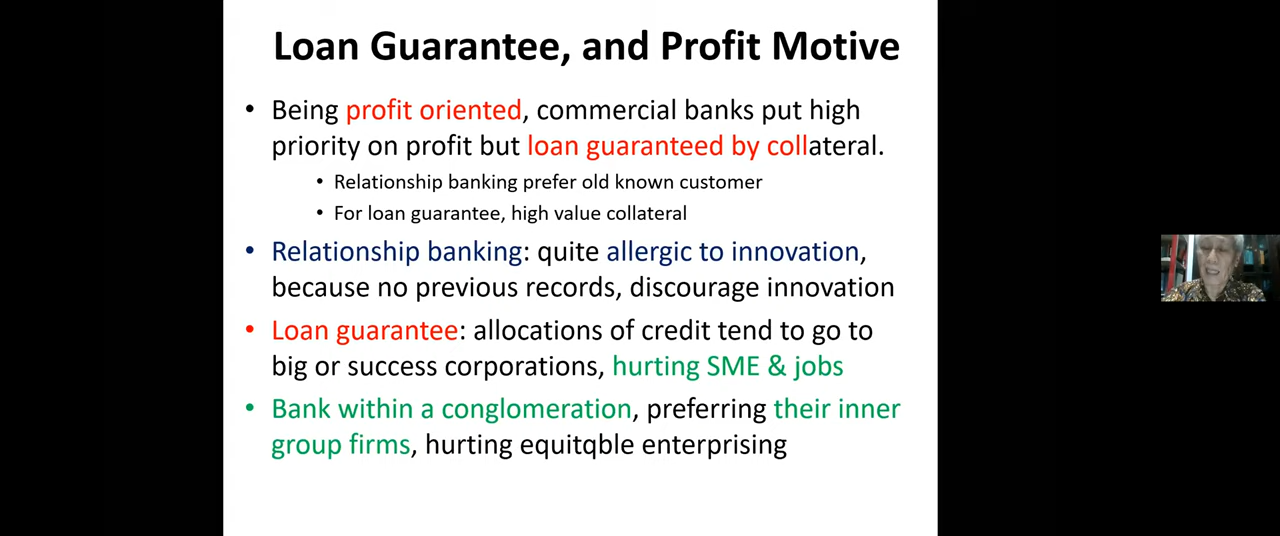 Loan Guarantee, and Profit Motive
• Being profit oriented, commercial banks put high
priority on profit but loan guaranteed by collateral.
• Relationship banking prefer old known customer
• For loan guarantee, high value collateral
• Relationship banking: quite allergic to innovation,
because no previous records, discourage innovation
• Loan guarantee: allocations of credit tend to go to
big or success corporations, hurting SME & jobs
• Bank within a conglomeration, preferring their inner
group firms, hurting equitqble enterprising